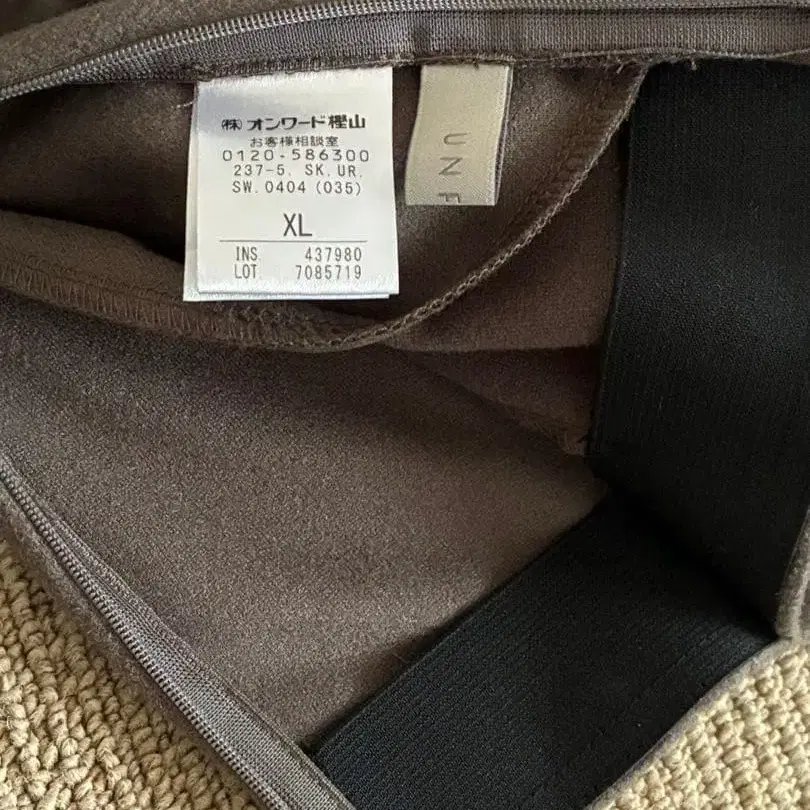 ㈱ オンワード樫山
お客様相談室
0120-586300
237-5. SK.UR.
SW.0404 (035)
XL
INS 437980
LOT 7085719
UNF